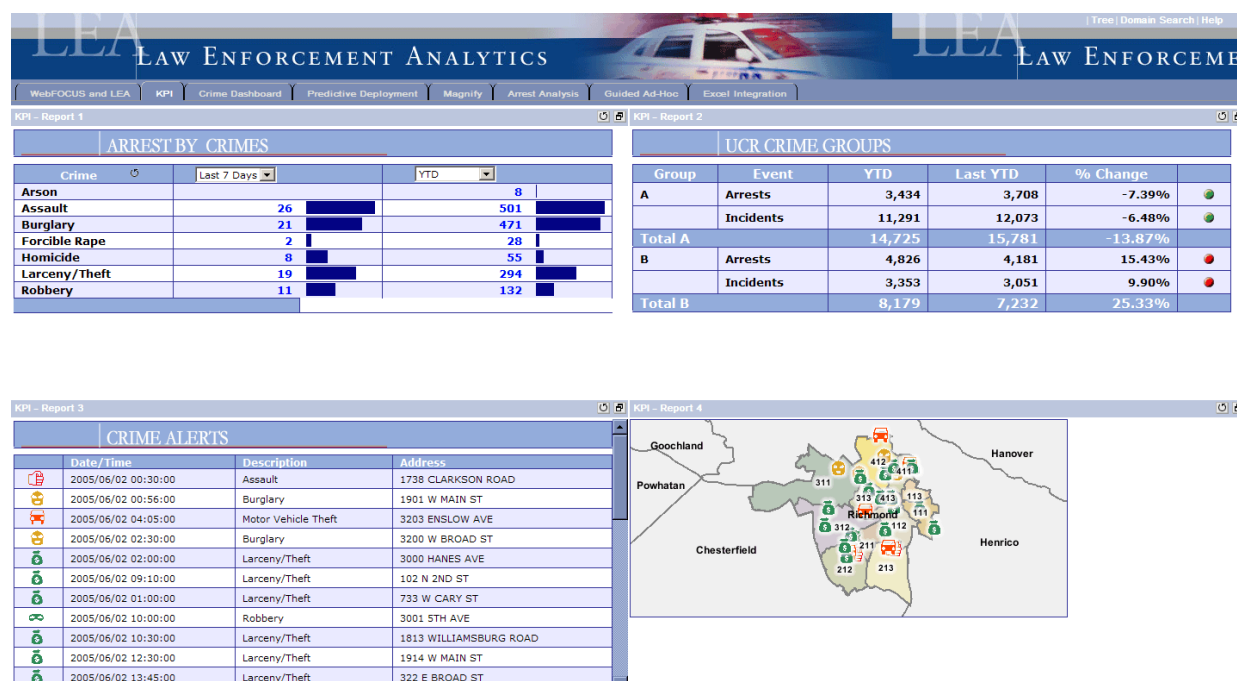 | Tree | Domain Search | Help
LEA LAW ENFORCEMENT ANALYTICS LEA LAW ENFORCEME
WebFOCUS and LEA KPI Crime Dashboard Predictive Deployment Magnify Arrest Analysis Guided Ad-Hoc Excel Integration
KPI - Report 1
ARREST BY CRIMES
Crime Last 7 Days YTD
Arson 8
Assault 26 501
Burglary 21 471
Forcible Rape 2 28
Homicide 8 55
Larceny/Theft 19 294
Robbery 11 132
KPI - Report 2
UCR CRIME GROUPS
Group Event YTD Last YTD % Change
A Arrests 3,434 3,708 -7.39%
Incidents 11,291 12,073 -6.48%
Total A 14,725 15,781 -13.87%
B Arrests 4,826 4,181 15.43%
Incidents 3,353 3,051 9.90%
Total B 8,179 7,232 25.33%
KPI - Report 3
CRIME ALERTS
Date/Time Description Address
2005/06/02 00:30:00 Assault 1738 CLARKSON ROAD
2005/06/02 00:56:00 Burglary 1901 W MAIN ST
2005/06/02 04:05:00 Motor Vehicle Theft 3203 ENSLOW AVE
2005/06/02 02:30:00 Burglary 3200 W BROAD ST
2005/06/02 02:00:00 Larceny/Theft 3000 HANES AVE
2005/06/02 09:10:00 Larceny/Theft 102 N 2ND ST
2005/06/02 01:00:00 Larceny/Theft 733 W CARY ST
2005/06/02 10:00:00 Robbery 3001 5TH AVE
2005/06/02 10:30:00 Larceny/Theft 1813 WILLIAMSBURG ROAD
2005/06/02 12:30:00 Larceny/Theft 1914 W MAIN ST
2005/06/02 13:45:00 Larceny/Theft 322 E BROAD ST
KPI - Report 4
Goochland
Hanover
412
411
311
Powhatan
313 413 113
Richmond 111
312 112
Chesterfield 211 Henrico
212 213